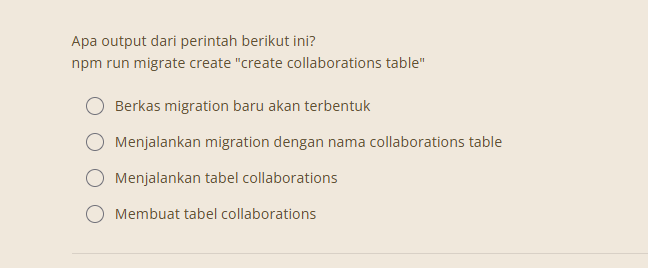 Apa output dari perintah berikut ini?
npm run migrate create "create collaborations table"
Berkas migration baru akan terbentuk
Menjalankan migration dengan nama collaborations table
Menjalankan tabel collaborations
Membuat tabel collaborations